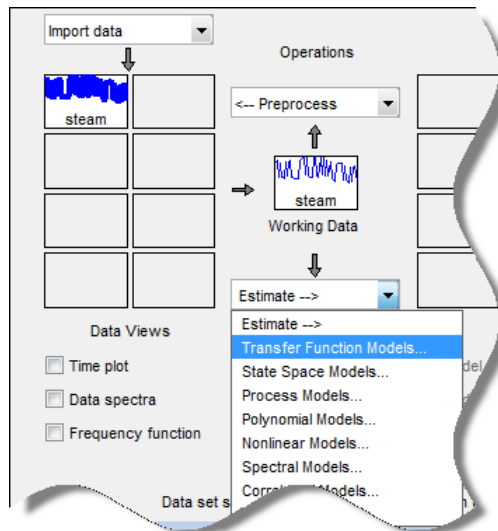 Import data
Operations
steam
<-- Preprocess
steam
Working Data
Estimate -->
Data Views
Time plot
Data spectra
Frequency function
Estimate -->
Transfer Function Models...
State Space Models...
Process Models...
Polynomial Models...
Nonlinear Models...
Spectral Models...
Models...
Data set